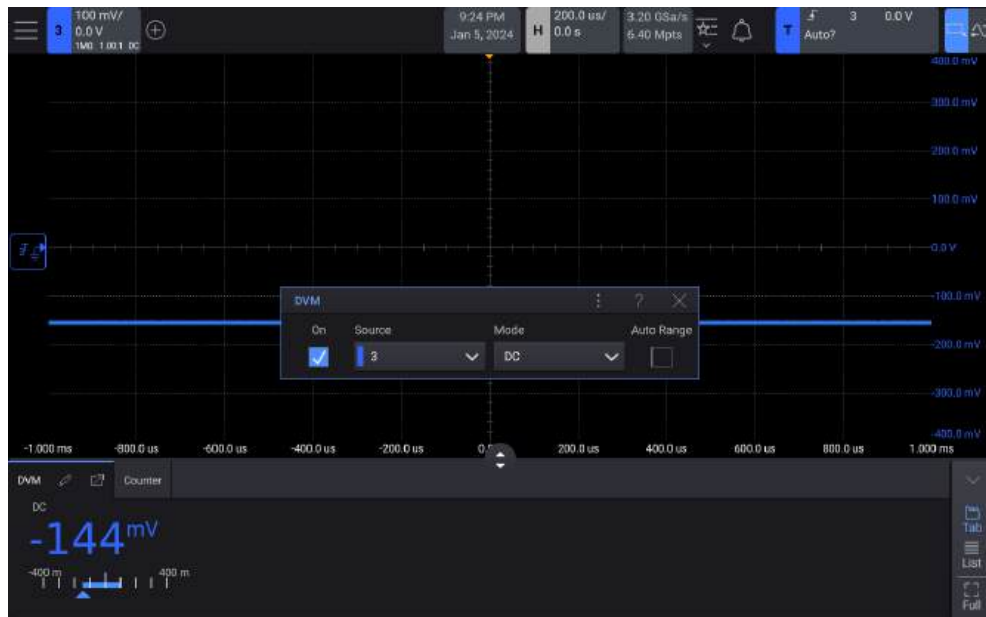 3
100 mV/
0.0 V
1MΩ 1.00:1 DC
9:24 PM
Jan 5, 2024
H
200.0 us/
0.0 s
3.20 GSa/s
6.40 Mpts
T
3
0.0 V
Auto?
400.0 mV
300.0 mV
200.0 mV
100.0 mV
0.0 V
-100.0 mV
-200.0 mV
-300.0 mV
-400.0 mV
DVM
?
On
Source
Mode
Auto Range
3
DC
-1.000 ms
-800.0 us
-600.0 us
-400.0 us
-200.0 us
200.0 us
400.0 us
600.0 us
800.0 us
1.000 ms
DVM
Counter
DC
-144 mV
-400 m
400 m
Tab
List
Full